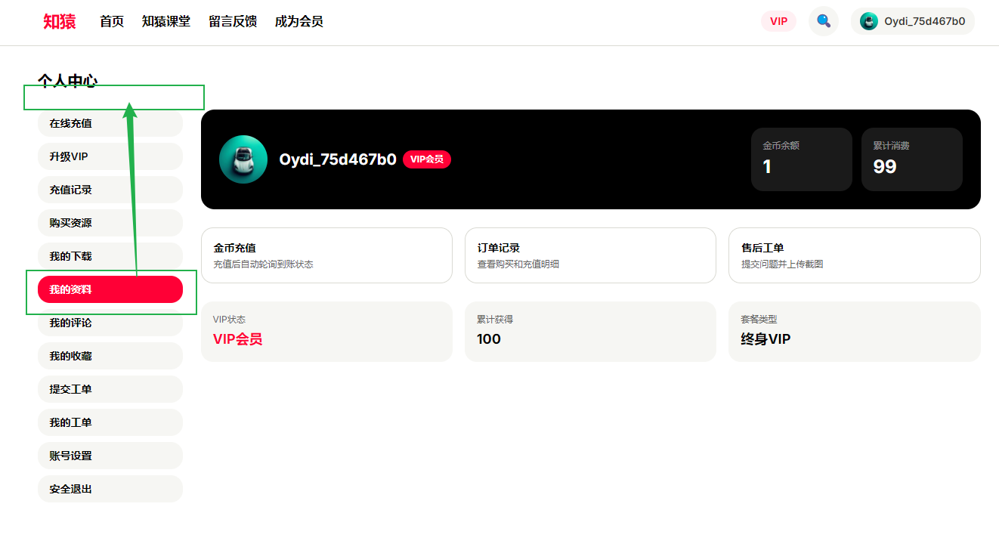 知猿 首页 知猿课堂 留言反馈 成为会员 VIP Oydi_75d467b0
个人中心
在线充值
升级VIP
充值记录
购买资源
我的下载
我的资料
我的评论
我的收藏
提交工单
我的工单
账号设置
安全退出
Oydi_75d467b0 VIP会员
金币余额
1
累计消费
99
金币充值
充值后自动轮询到账状态
订单记录
查看购买和充值明细
售后工单
提交问题并上传截图
VIP状态
VIP会员
累计获得
100
套餐类型
终身VIP